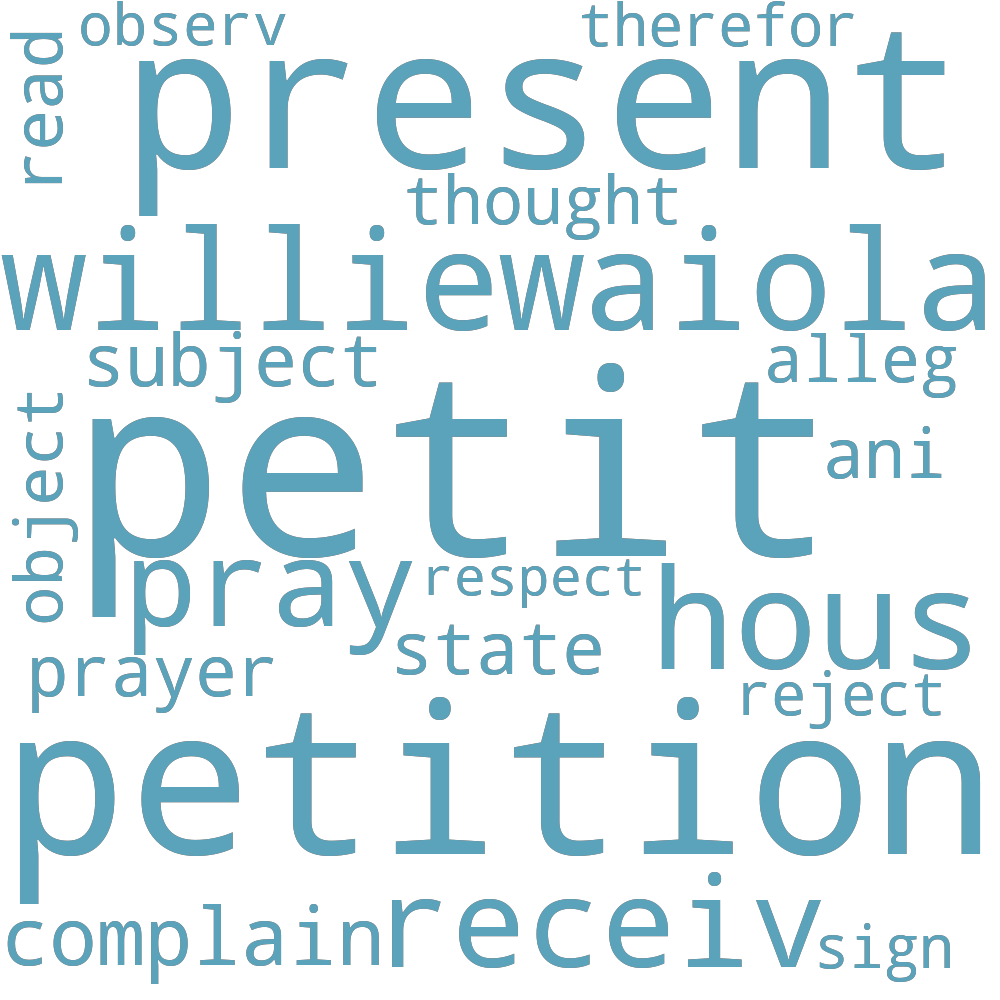 observ therefor
read
present
thought
williewaiola
subject alleg
petit
object
ani
pray respect hous
state
prayer reject
petition
complain receiv sign